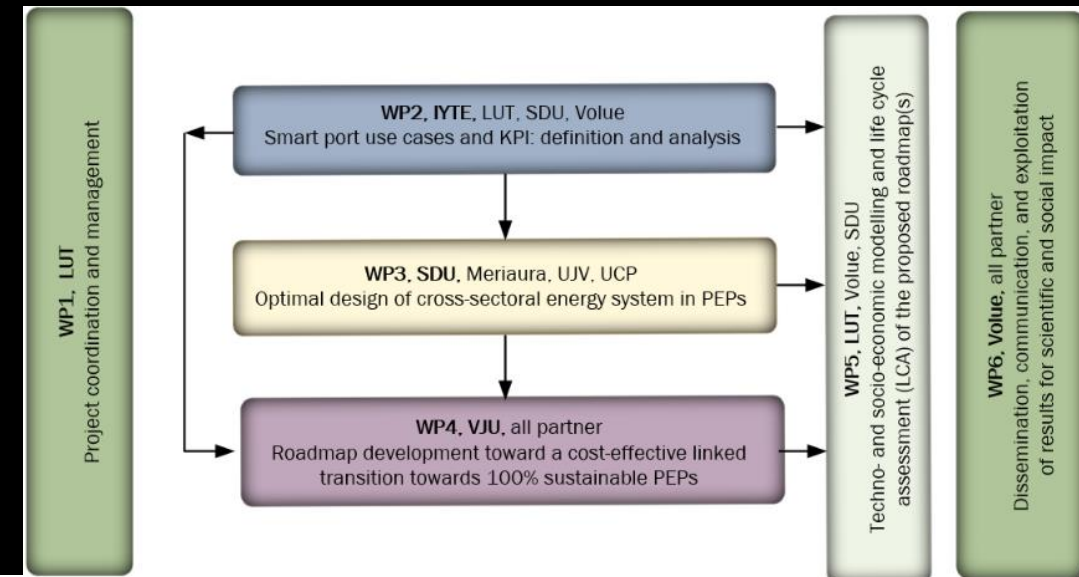 WP1, LUT
Project coordination and management
WP2, IYTE, LUT, SDU, Volue
Smart port use cases and KPI: definition and analysis
WP3, SDU, Meriaura, UJV, UCP
Optimal design of cross-sectoral energy system in PEPs
WP4, VJU, all partner
Roadmap development toward a cost-effective linked
transition towards 100% sustainable PEPs
WP5, LUT, Volue, SDU
Techno- and socio-economic modelling and life cycle
assessment (LCA) of the proposed roadmap(s)
WP6, Volue, all partner
Dissemination, communication, and exploitation
of results for scientific and social impact